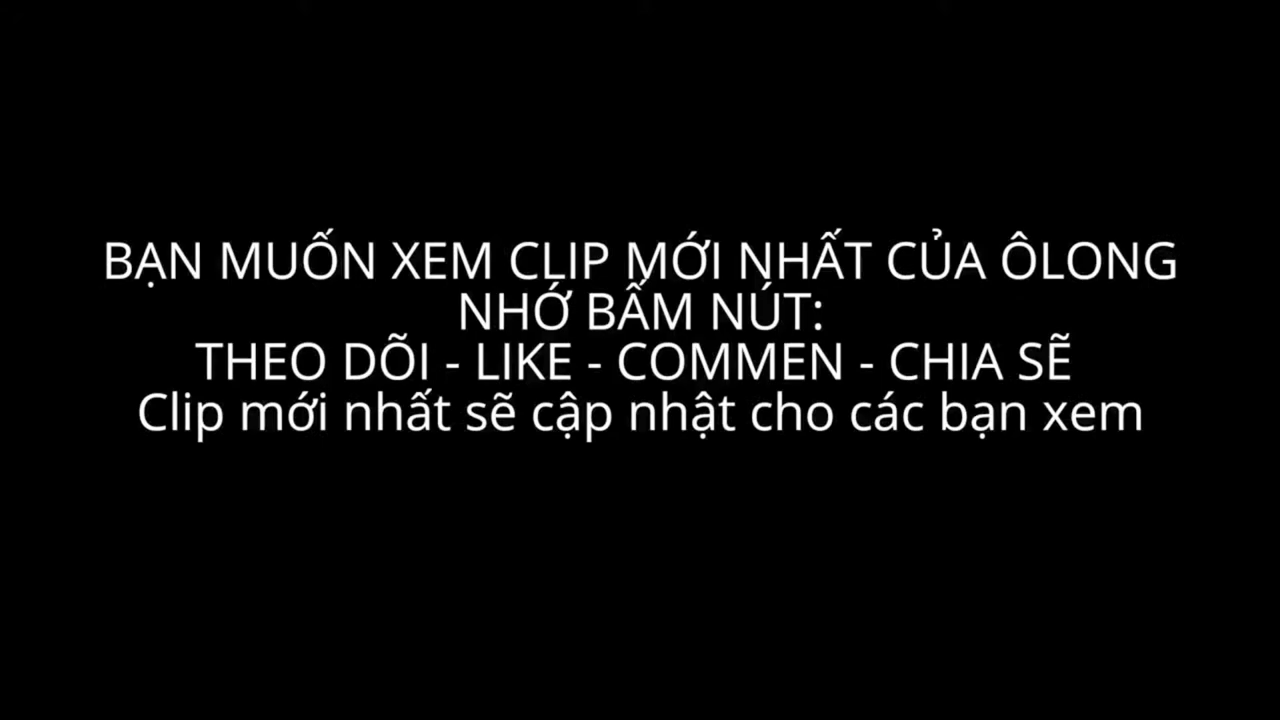 BẠN MUỐN XEM CLIP MỚI NHẤT CỦA ÔLONG
NHỚ BẤM NÚT:
THEO DÕI - LIKE - COMMEN - CHIA SẼ
Clip mới nhất sẽ cập nhật cho các bạn xem